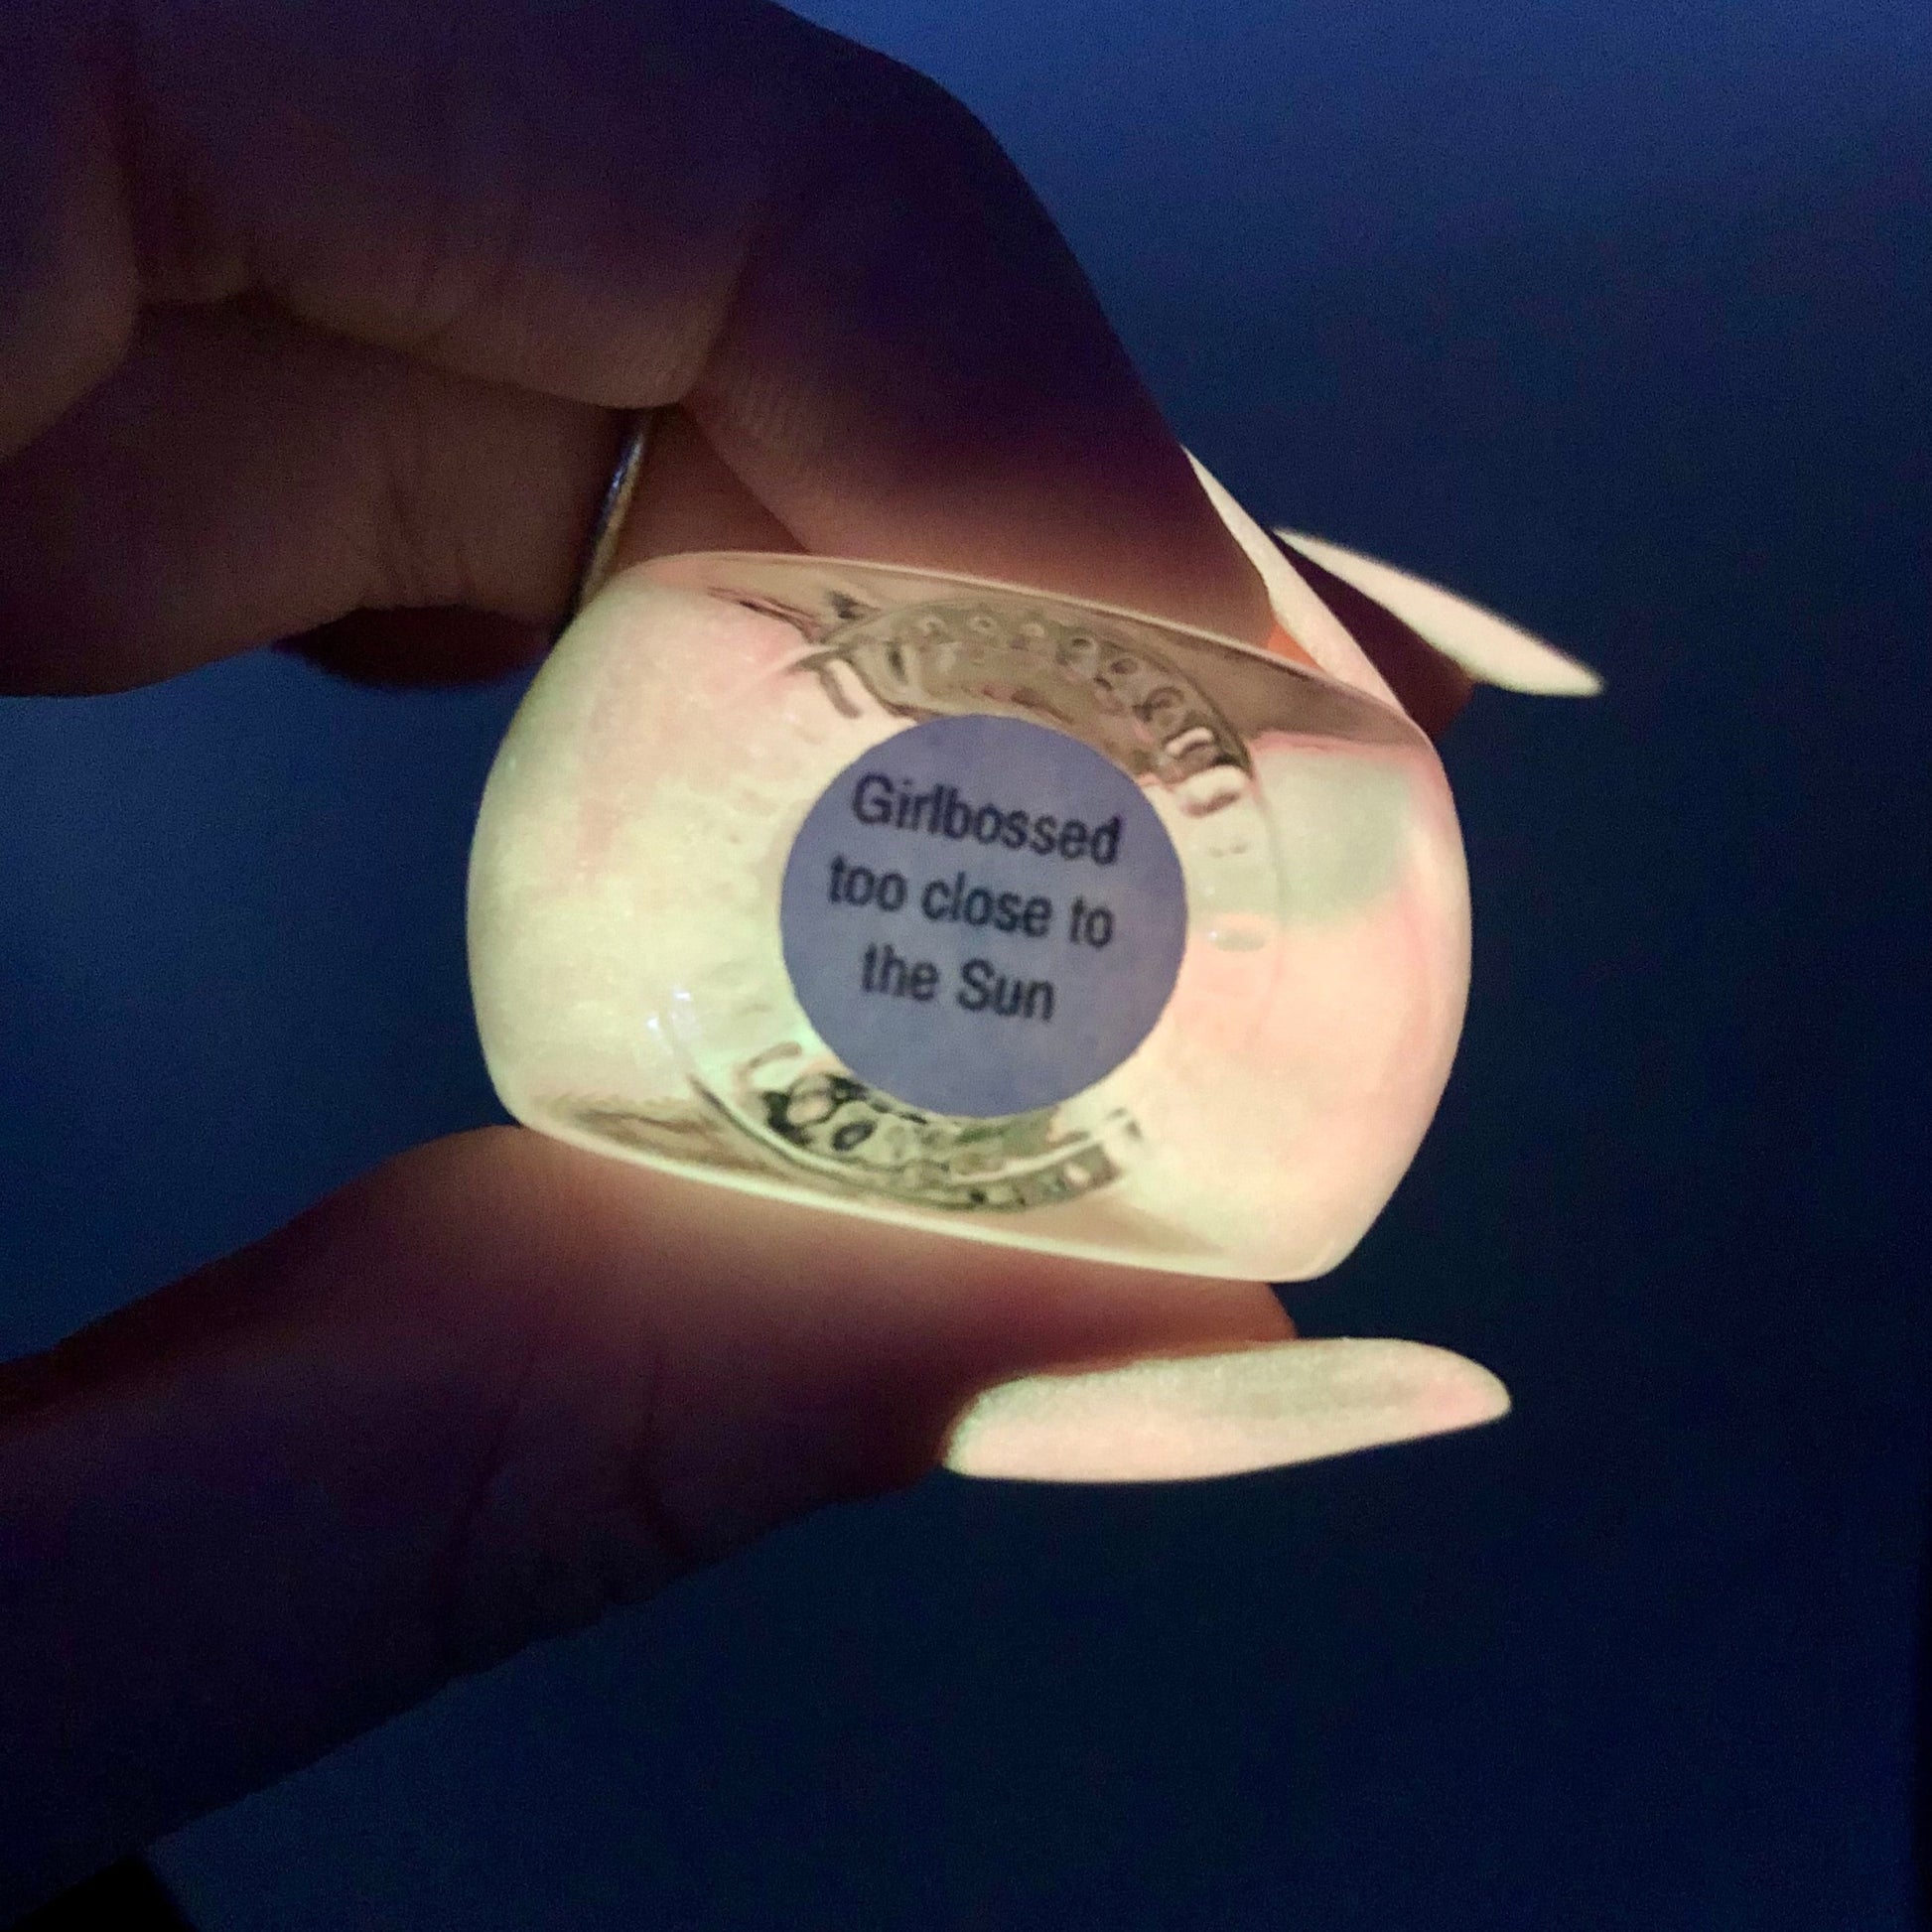 Girlbossed
too close to
the Sun